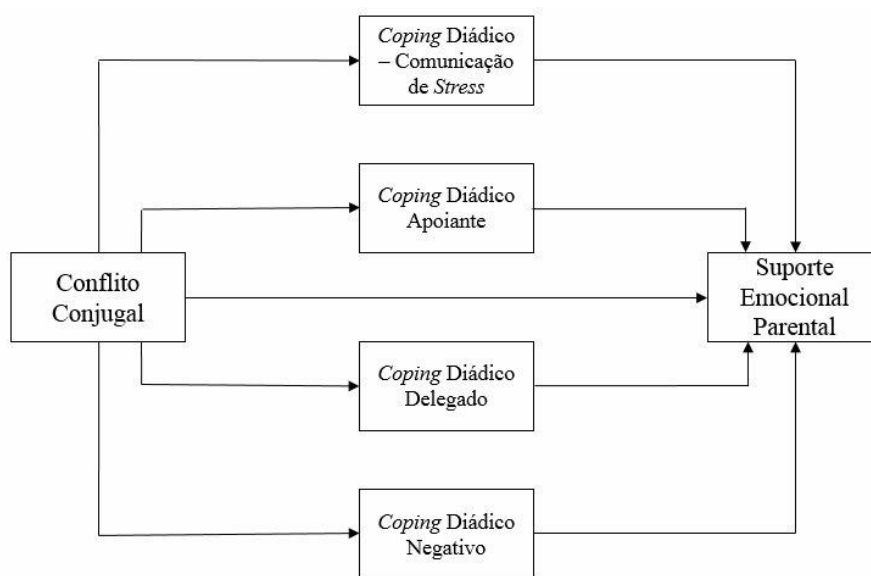 Coping Diádico
– Comunicação
de Stress
Coping Diádico
Apoiante
Conflito
Conjugal
Suporte
Emocional
Parental
Coping Diádico
Delegado
Coping Diádico
Negativo